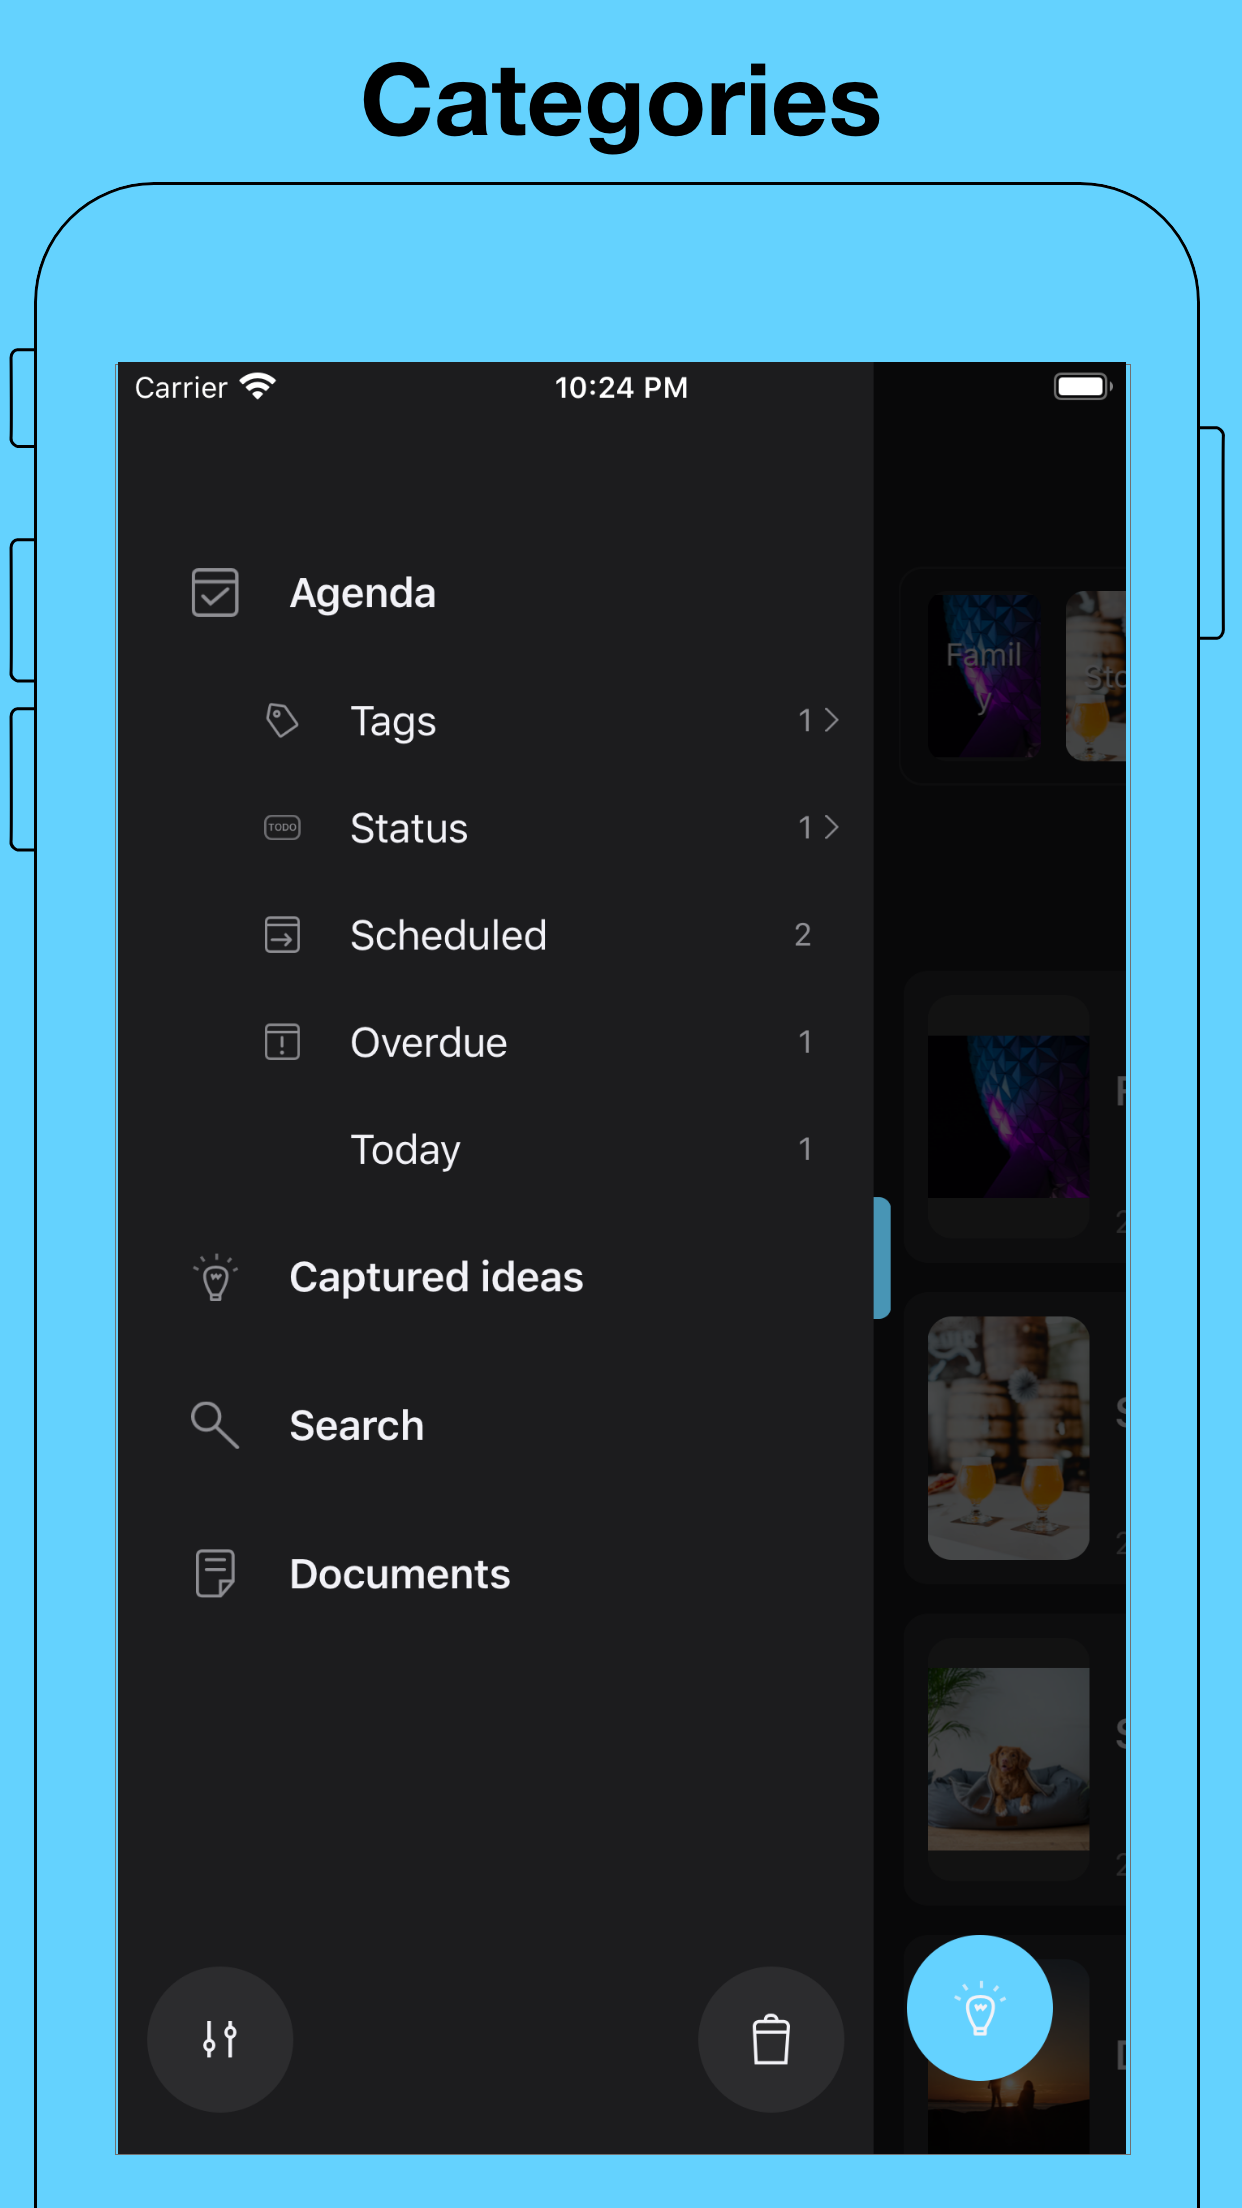 Categories
Carrier
10:24 PM
Agenda
Famil
y
Sto
Tags
1
TODO
Status
1
Scheduled
2
Overdue
1
Today
1
Captured ideas
Search
Documents